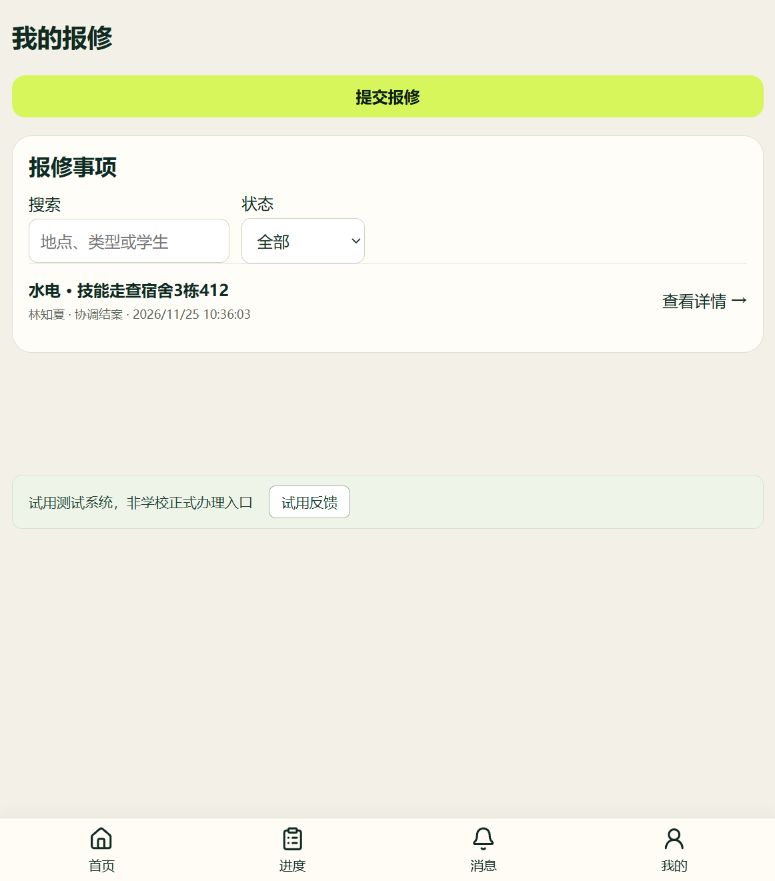 我的报修
提交报修
报修事项
搜索 状态
地点、类型或学生 全部
水电 · 技能走查宿舍3栋412
林知夏 · 协调结案 · 2026/11/25 10:36:03
查看详情 →
试用测试系统，非学校正式办理入口 试用反馈
首页 进度 消息 我的